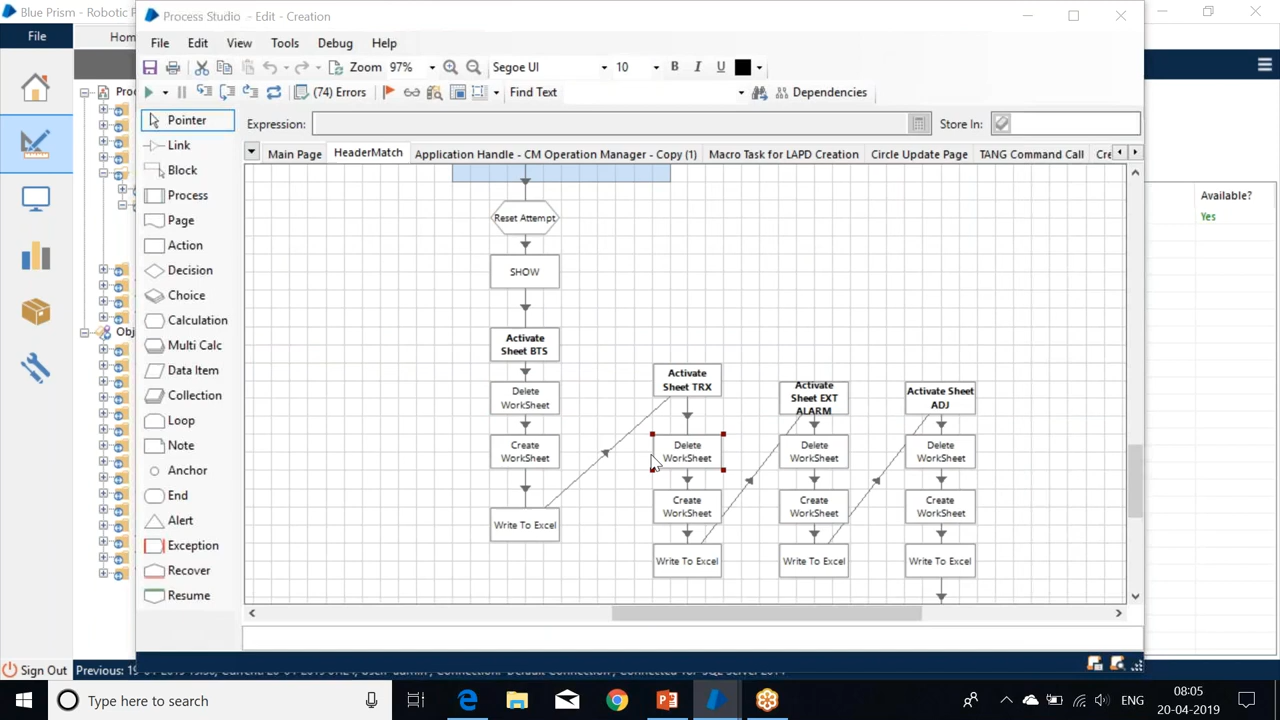 Blue Prism - Robotic P
Process Studio - Edit - Creation
File
Hom
File Edit View Tools Debug Help
Zoom 97% Segoe UI 10 B I U
(74) Errors Find Text Dependencies
Pointer
Expression: Store In:
Main Page HeaderMatch Application Handle - CM Operation Manager - Copy (1) Macro Task for LAPD Creation Circle Update Page TANG Command Call Cre
Proc
Obj
Link
Block
Process
Page
Action
Decision
Choice
Calculation
Multi Calc
Data Item
Collection
Loop
Note
Anchor
End
Alert
Exception
Recover
Resume
Reset Attempt
SHOW
Activate
Sheet BTS
Delete
WorkSheet
Create
WorkSheet
Write To Excel
Activate
Sheet TRX
Delete
WorkSheet
Create
WorkSheet
Write To Excel
Activate
Sheet EXT
ALARM
Delete
WorkSheet
Create
WorkSheet
Write To Excel
Activate Sheet
ADJ
Delete
WorkSheet
Create
WorkSheet
Write To Excel
Available?
Yes
Sign Out
Type here to search
ENG
08:05
20-04-2019